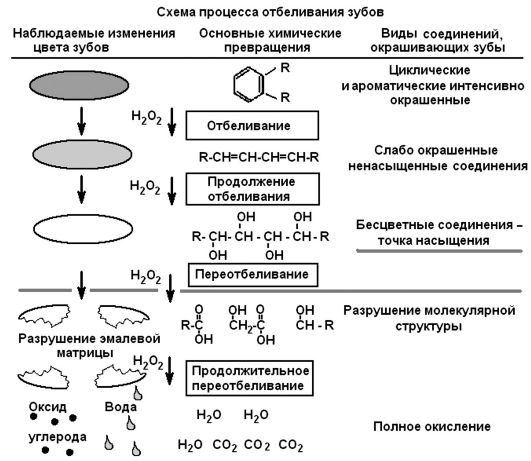 Схема процесса отбеливания зубов
Наблюдаемые изменения цвета зубов
Основные химические превращения
Виды соединений, окрашивающих зубы
R
R
Циклические
и ароматические интенсивно
окрашенные
H₂O₂
Отбеливание
R-CH=CH-CH=CH-R
Слабо окрашенные
ненасыщенные соединения
H₂O₂
Продолжение
отбеливания
OH OH
R-CH-CH-CH-CH-R
OH OH
Бесцветные соединения –
точка насыщения
H₂O₂
Переотбеливание
Разрушение эмалевой
матрицы
O OH O OH
R-C CH₂C CH-R
OH OH
Разрушение молекулярной
структуры
H₂O₂
Продолжительное
переотбеливание
Оксид
углерода
Вода
H₂O H₂O
H₂O CO₂ CO₂ CO₂
Полное окисление